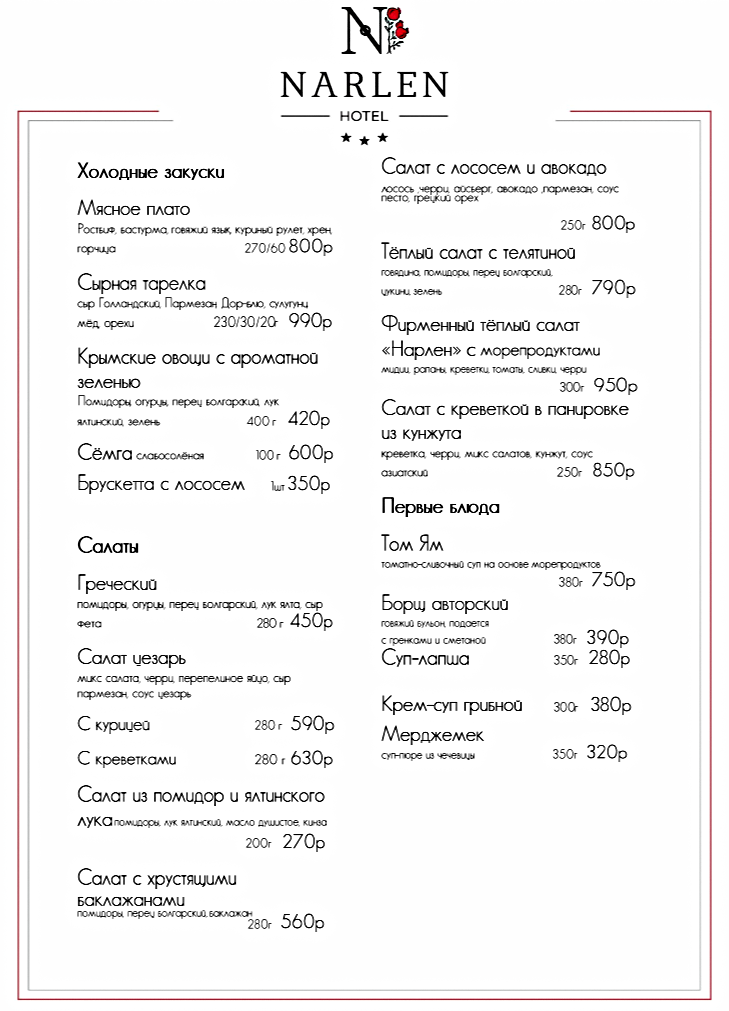 NARLEN
HOTEL
Холодные закуски
Мясное плато
Ростбиф, бастурма, говяжий язык, куриный рулет, хрен,
горчица 270/60 800р
Сырная тарелка
сыр Голландский, Пармезан Дор-блю, сулугунц
мёд, орехи 230/30/20г 990р
Крымские овощи с ароматной
зеленью
Помидоры, огурцы, перец болгарский, лук
ялтинский, зелень 400 г 420р
Сёмга слабосолёная 100 г 600р
Брускетта с лососем 1шт 350р
Салаты
Греческий
помидоры, огурцы, перец болгарский, лук ялта, сыр
фета 280 г 450р
Салат цезарь
микс салата, черри, перепелиное яйцо, сыр
пармезан, соус цезарь
С курицей 280 г 590р
С креветками 280 г 630р
Салат из помидор и ялтинского
лука помидоры, лук ялтинский, масло душистое, кинза
200г 270р
Салат с хрустящими
баклажанами
помидоры, перец болгарский, баклажан
280г 560р
Салат с лососем и авокадо
лосось ,черри, айсберг, авокадо ,пармезан, соус
песто, грецкий орех
250г 800р
Тёплый салат с телятиной
говядина, помидоры, перец болгарский,
цукини, зелень 280г 790р
Фирменный тёплый салат
«Нарлен» с морепродуктами
мидии, рапаны, креветки, томаты, сливки, черри
300г 950р
Салат с креветкой в панировке
из кунжута
креветка, черри, микс салатов, кунжут, соус
азиатский 250г 850р
Первые блюда
Том Ям
томатно-сливочный суп на основе морепродуктов
380г 750р
Борщ авторский
говяжий бульон, подается
с гренками и сметаной 380г 390р
Суп-лапша 350г 280р
Крем-суп грибной 300г 380р
Мерджемек
суп-пюре из чечевицы 350г 320р